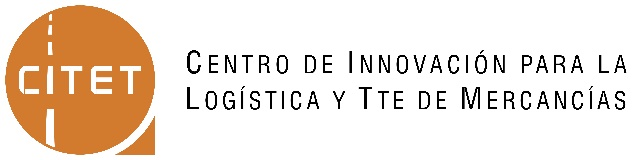 CITET
CENTRO DE INNOVACIÓN PARA LA
LOGÍSTICA Y TTE DE MERCANCÍAS